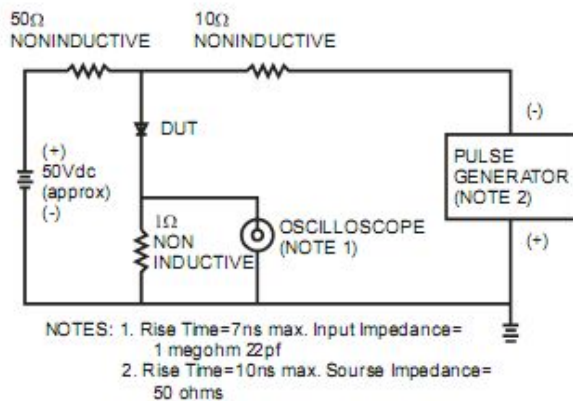 50Ω
NONINDUCTIVE
10Ω
NONINDUCTIVE
DUT
(+)
50Vdc
(approx)
(-)
1Ω
NON
INDUCTIVE
OSCILLOSCOPE
(NOTE 1)
(-)
PULSE
GENERATOR
(NOTE 2)
(+)
NOTES: 1. Rise Time=7ns max. Input Impedance=
1 megohm 22pf
2. Rise Time=10ns max. Sourse Impedance=
50 ohms